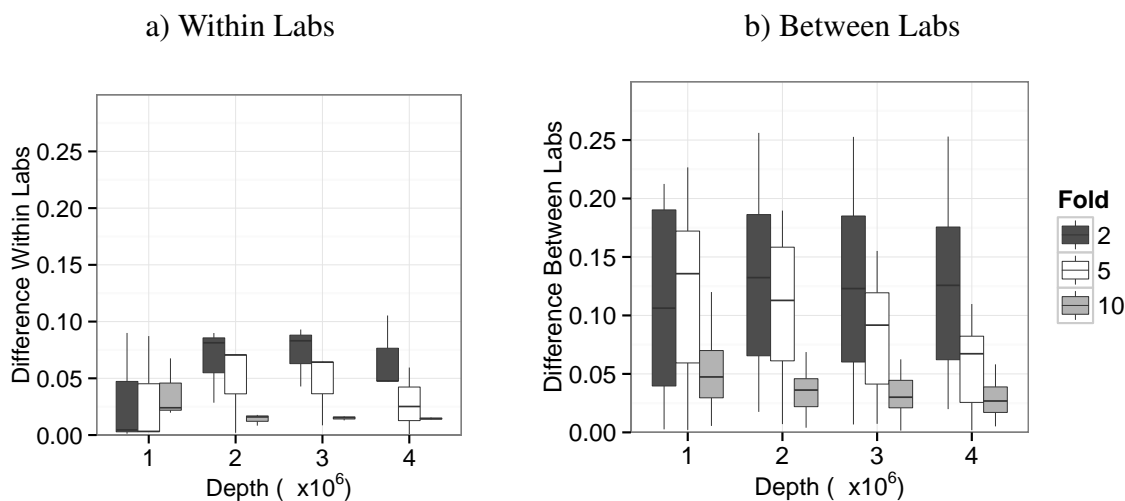 a) Within Labs
Difference Within Labs
0.25
0.20
0.15
0.10
0.05
0.00
1 2 3 4
Depth ( x10⁶)
b) Between Labs
Difference Between Labs
0.25
0.20
0.15
0.10
0.05
0.00
1 2 3 4
Depth ( x10⁶)
Fold
2
5
10